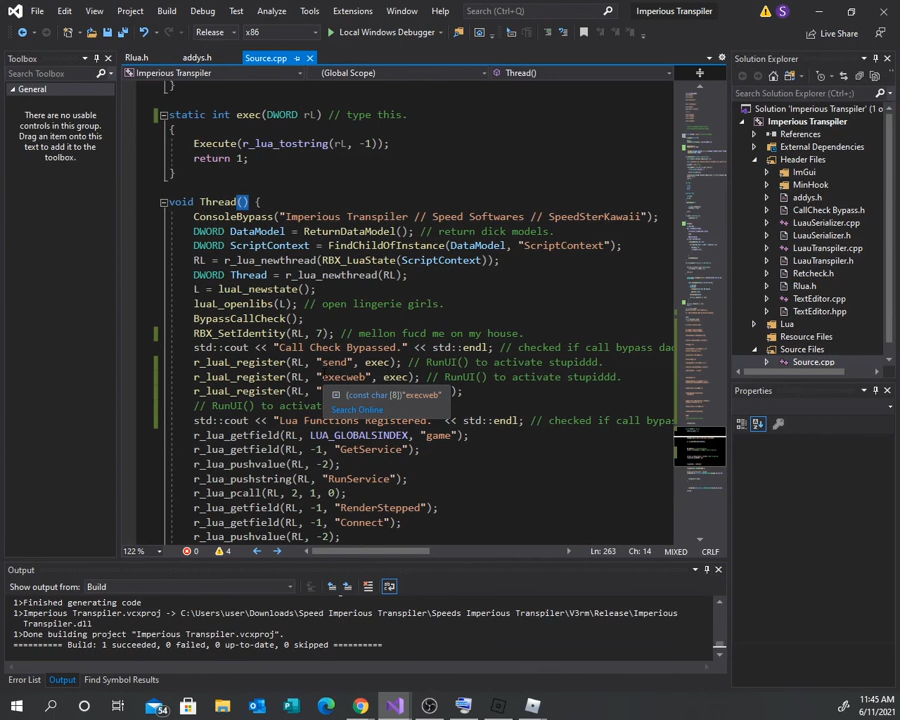 File Edit View Project Build Debug Test Analyze Tools Extensions Window Help Search (Ctrl+Q) Imperious Transpiler S
Release x86 Local Windows Debugger Live Share
Toolbox
Search Toolbox
General
There are no usable
controls in this group.
Drag an item onto this
text to add it to the
toolbox.
Rlua.h addys.h Source.cpp
Imperious Transpiler (Global Scope) Thread()
}
static int exec(DWORD rL) // type this.
{
Execute(r_lua_tostring(rL, -1));
return 1;
}
void Thread() {
ConsoleBypass("Imperious Transpiler // Speed Softwares // SpeedSterKawaii");
DWORD DataModel = ReturnDataModel(); // return dick models.
DWORD ScriptContext = FindChildOfInstance(DataModel, "ScriptContext");
RL = r_lua_newthread(RBX_LuaState(ScriptContext));
DWORD Thread = r_lua_newthread(RL);
L = luaL_newstate();
luaL_openlibs(L); // open lingerie girls.
BypassCallCheck();
RBX_SetIdentity(RL, 7); // mellon fucd me on my house.
std::cout << "Call Check Bypassed." << std::endl; // checked if call bypass dad
r_luaL_register(RL, "send", exec); // RunUI() to activate stupiddd.
r_luaL_register(RL, "execweb", exec); // RunUI() to activate stupiddd.
r_luaL_register(RL, "
(const char [8])"execweb"
Search Online
);
// RunUI() to activat
std::cout << "Lua Functions Registered." << std::endl; // checked if call bypass
r_lua_getfield(RL, LUA_GLOBALSINDEX, "game");
r_lua_getfield(RL, -1, "GetService");
r_lua_pushvalue(RL, -2);
r_lua_pushstring(RL, "RunService");
r_lua_pcall(RL, 2, 1, 0);
r_lua_getfield(RL, -1, "RenderStepped");
r_lua_getfield(RL, -1, "Connect");
r_lua_pushvalue(RL, -2);
122 % 0 4 Ln: 263 Ch: 14 MIXED CRLF
Solution Explorer
Search Solution Explorer (Ctrl+;)
Solution 'Imperious Transpiler' (1 o
Imperious Transpiler
References
External Dependencies
Header Files
ImGui
MinHook
addys.h
CallCheck Bypass.h
LuauSerializer.cpp
LuauSerializer.h
LuauTranspiler.cpp
LuauTranspiler.h
Retcheck.h
Rlua.h
TextEditor.cpp
TextEditor.h
Lua
Resource Files
Source Files
Source.cpp
Properties
Output
Show output from: Build
1>Finished generating code
1>Imperious Transpiler.vcxproj -> C:\Users\user\Downloads\Speed Imperious Transpiler\Speeds Imperious Transpiler\V3rm\Release\Imperious
Transpiler.dll
1>Done building project "Imperious Transpiler.vcxproj".
========== Build: 1 succeeded, 0 failed, 0 up-to-date, 0 skipped ==========
Error List Output Find Symbol Results
54
11:45 AM
6/11/2021